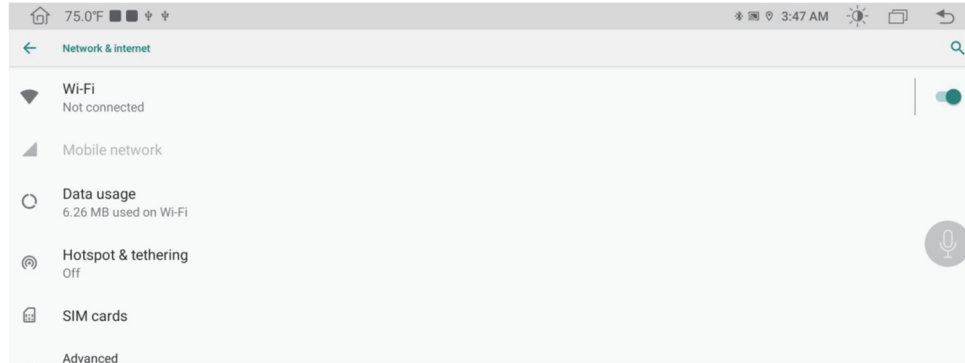 75.0°F
3:47 AM
Network & internet
Wi-Fi
Not connected
Mobile network
Data usage
6.26 MB used on Wi-Fi
Hotspot & tethering
Off
SIM cards
Advanced